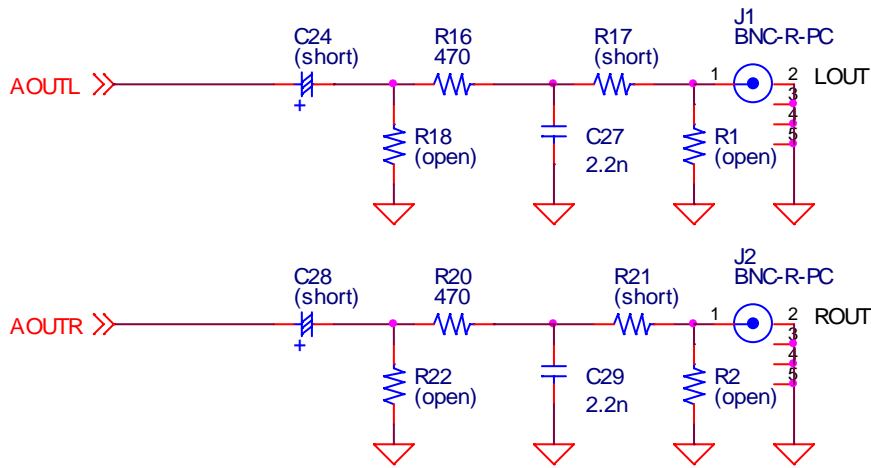 J1
BNC-R-PC
C24
(short)
R16
470
R17
(short)
AOUTL
1
2
LOUT
3
4
5
+
R18
(open)
C27
2.2n
R1
(open)
J2
BNC-R-PC
C28
(short)
R20
470
R21
(short)
AOUTR
1
2
ROUT
3
4
5
+
R22
(open)
C29
2.2n
R2
(open)